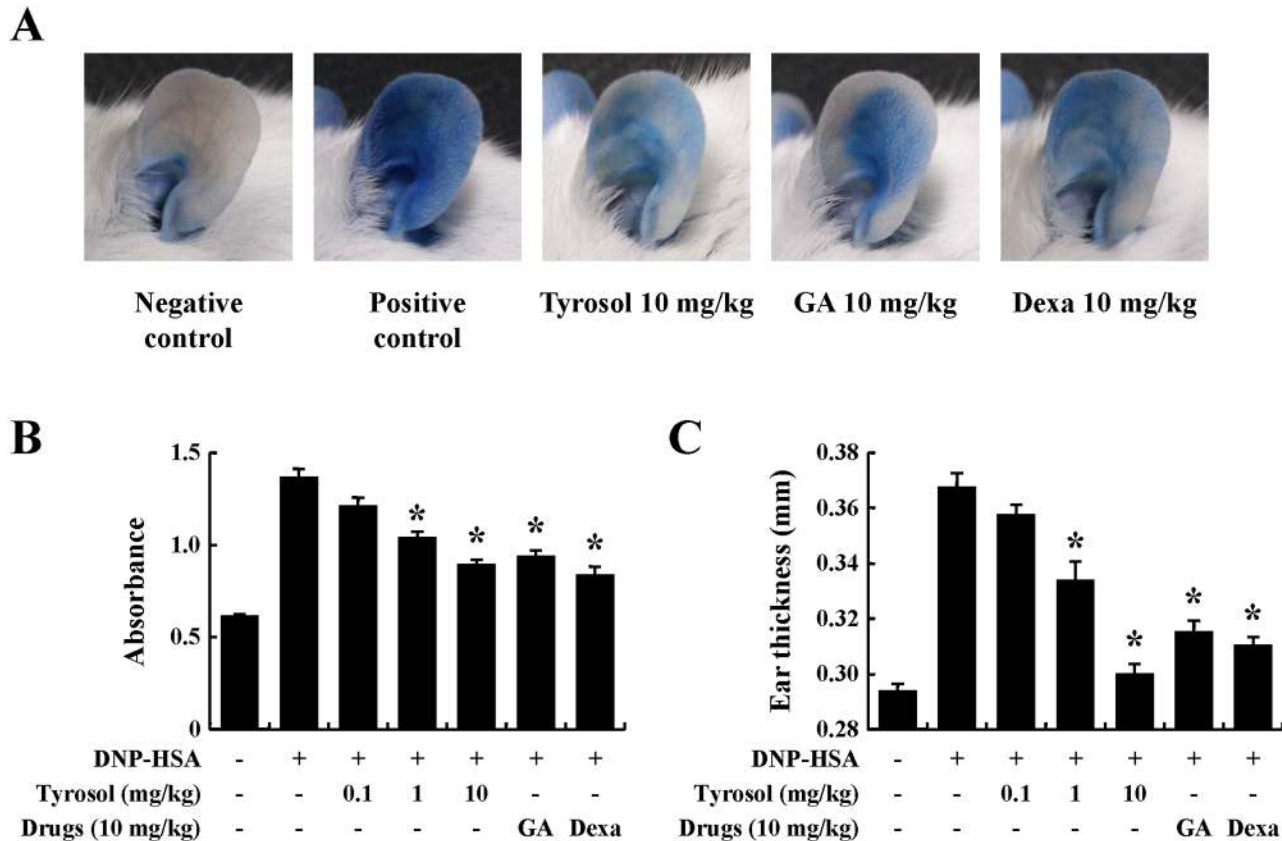 A
Negative
control
Positive
control
Tyrosol 10 mg/kg
GA 10 mg/kg
Dexa 10 mg/kg
B
Absorbance
1.5
1.0
0.5
0
* * * *
DNP-HSA - + + + + + +
Tyrosol (mg/kg) - - 0.1 1 10 - -
Drugs (10 mg/kg) - - - - - GA Dexa
C
Ear thickness (mm)
0.38
0.36
0.34
0.32
0.30
0.28
* * * *
DNP-HSA - + + + + + +
Tyrosol (mg/kg) - - 0.1 1 10 - -
Drugs (10 mg/kg) - - - - - GA Dexa